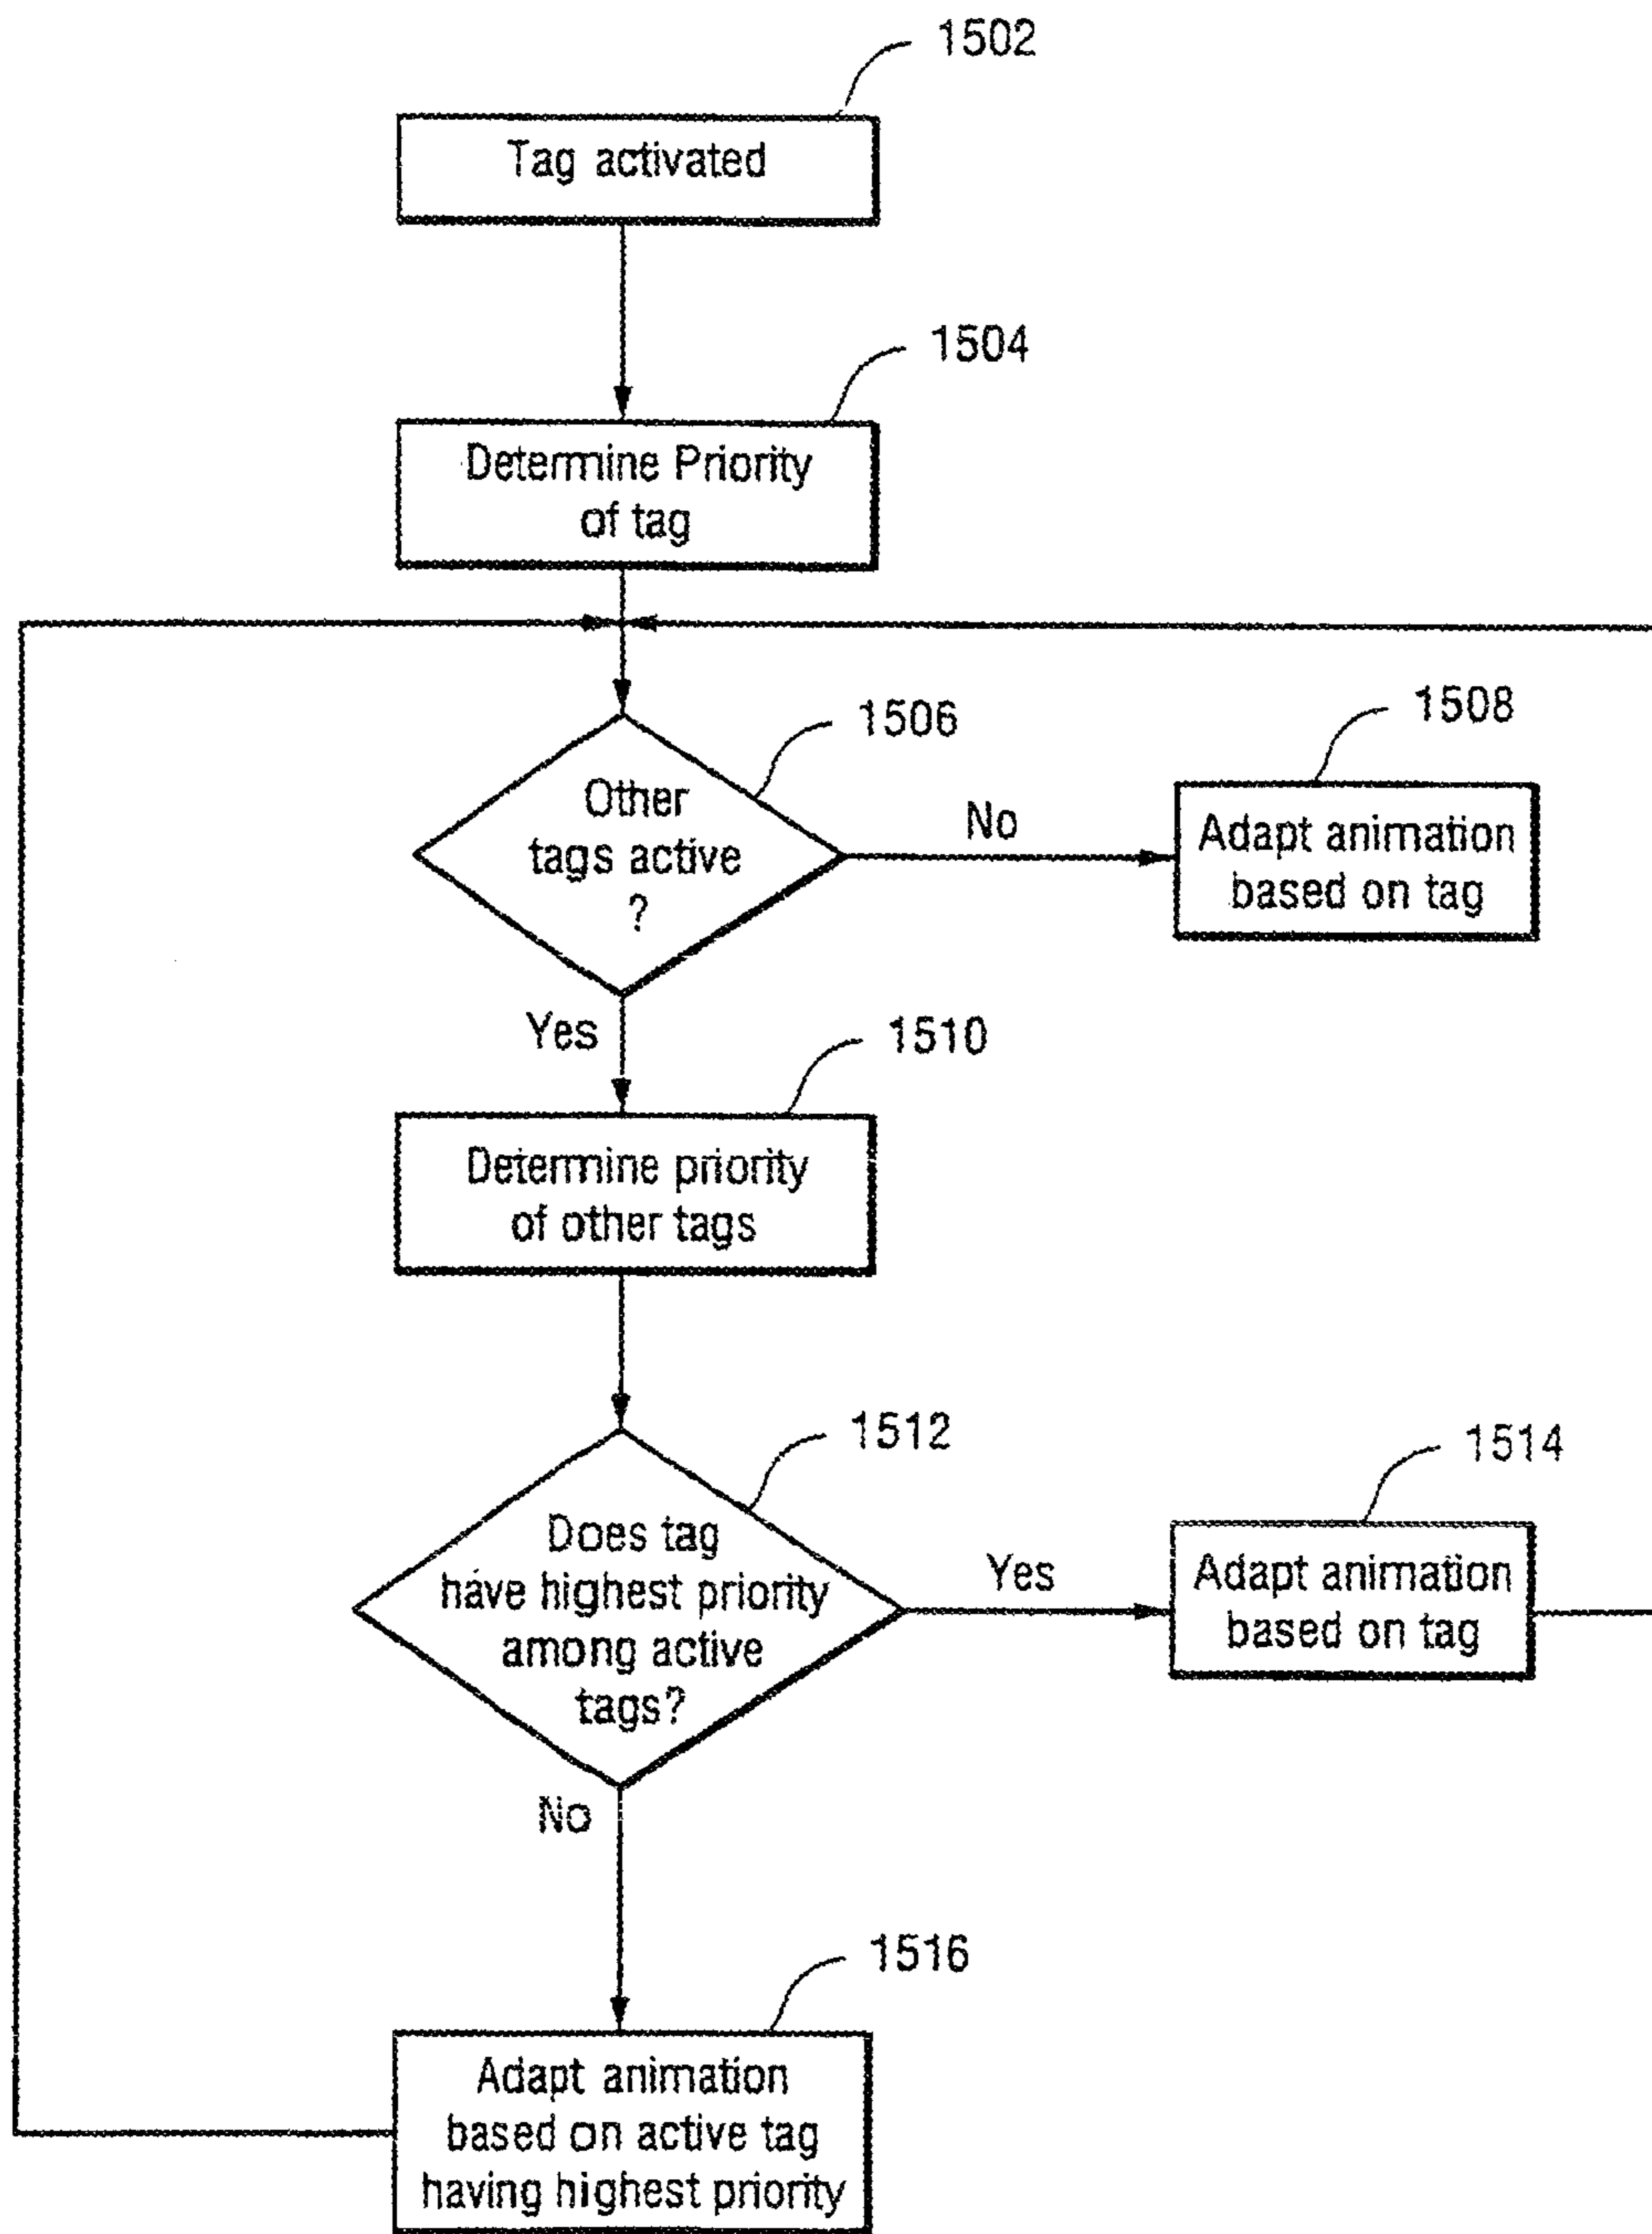 1502
Tag activated
1504
Determine Priority
of tag
1506
Other
tags active
?
No
1508
Adapt animation
based on tag
Yes
1510
Determine priority
of other tags
1512
Does tag
have highest priority
among active
tags?
Yes
1514
Adapt animation
based on tag
No
1516
Adapt animation
based on active tag
having highest priority